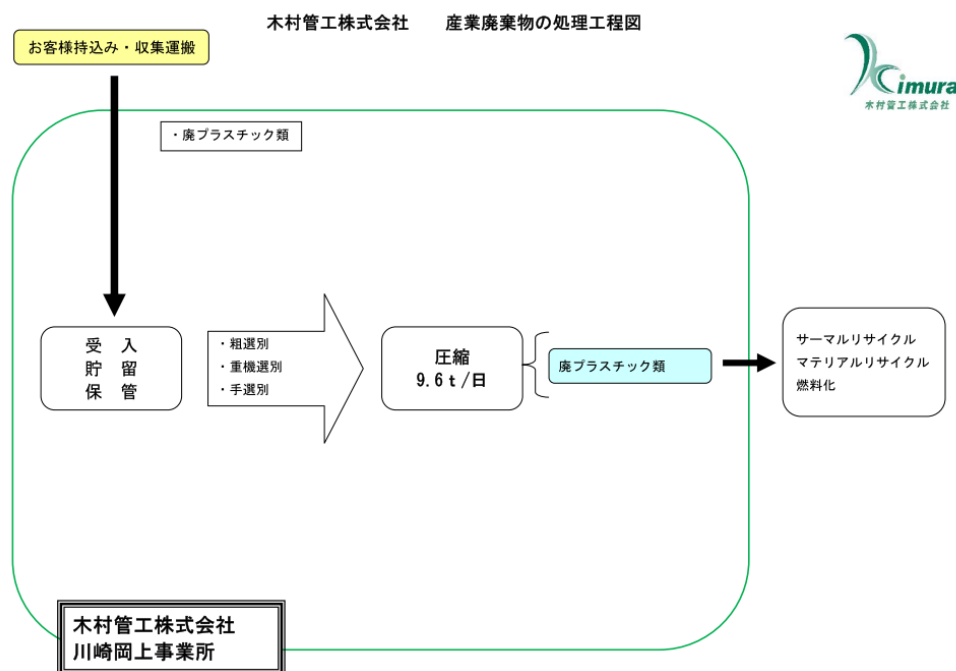 木村管工株式会社　　産業廃棄物の処理工程図
お客様持込み・収集運搬
Kimura
木村管工株式会社
・廃プラスチック類
受　入
貯　留
保　管
・粗選別
・重機選別
・手選別
圧縮
9.6ｔ/日
廃プラスチック類
サーマルリサイクル
マテリアルリサイクル
燃料化
木村管工株式会社
川崎岡上事業所